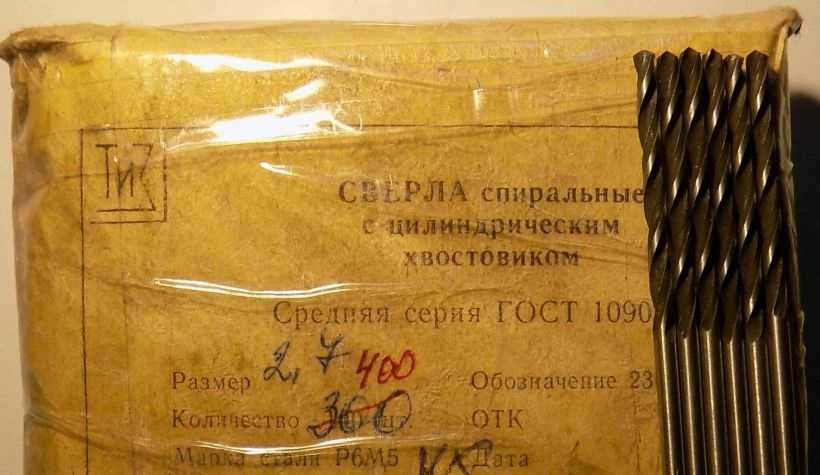 ТИЗ
СВЕРЛА спиральные
с цилиндрическим
хвостовиком
Средняя серия ГОСТ 1090
Размер 2,7 400 Обозначение 23
Количество 300 шт. ОТК
Марка стали Р6М5 Дата